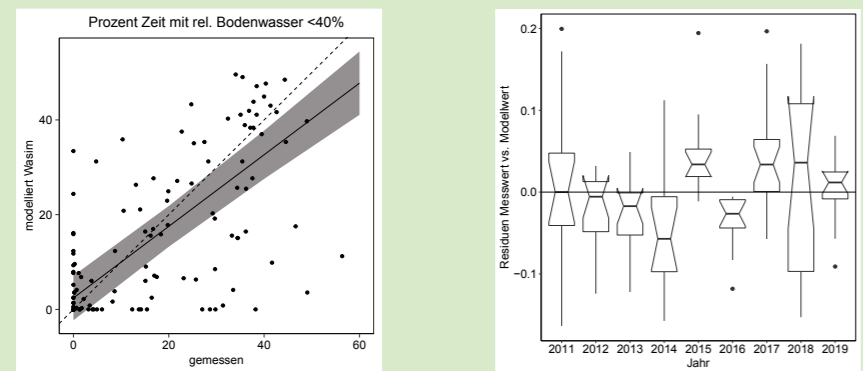 Prozent Zeit mit rel. Bodenwasser <40%
modelliert Wasim
40
20
0
0
20
40
60
gemessen
Residuen Messwert vs. Modellwert
0.2
0.1
0.0
−0.1
2011 2012 2013 2014 2015 2016 2017 2018 2019
Jahr